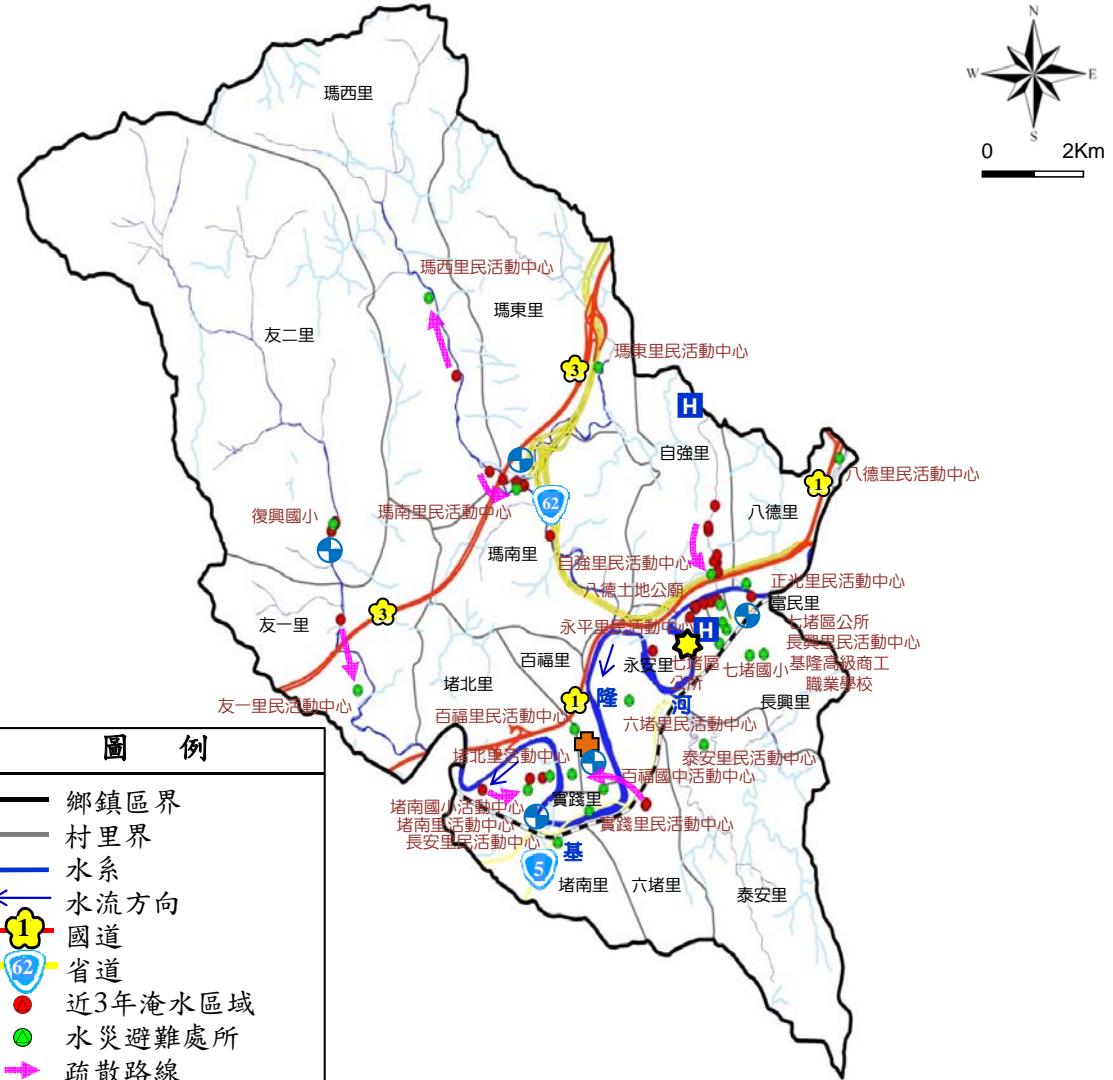 N
W
E
S
0 2Km
瑪西里
瑪西里民活動中心
瑪東里
友二里
瑪東里民活動中心
3
H
自強里
八德里民活動中心
1
八德里
62
復興國小
瑪南里民活動中心
瑪南里
自強里民活動中心
正光里民活動中心
八德土地公廟
富民里
3
友一里
永平里民活動中心
H
七堵區公所
長興里民活動中心
百福里
永安里
七堵區
公所
七堵國小
基隆高級商工
職業學校
堵北里
隆
河
長興里
友一里民活動中心
1
百福里民活動中心
六堵里民活動中心
堵北里活動中心
泰安里民活動中心
百福國中活動中心
堵南國小活動中心
實踐里
堵南里活動中心
實踐里民活動中心
長安里民活動中心
基
5
堵南里
六堵里
泰安里
圖 例
鄉鎮區界
村里界
水系
水流方向
1
國道
62
省道
近3年淹水區域
水災避難處所
疏散路線